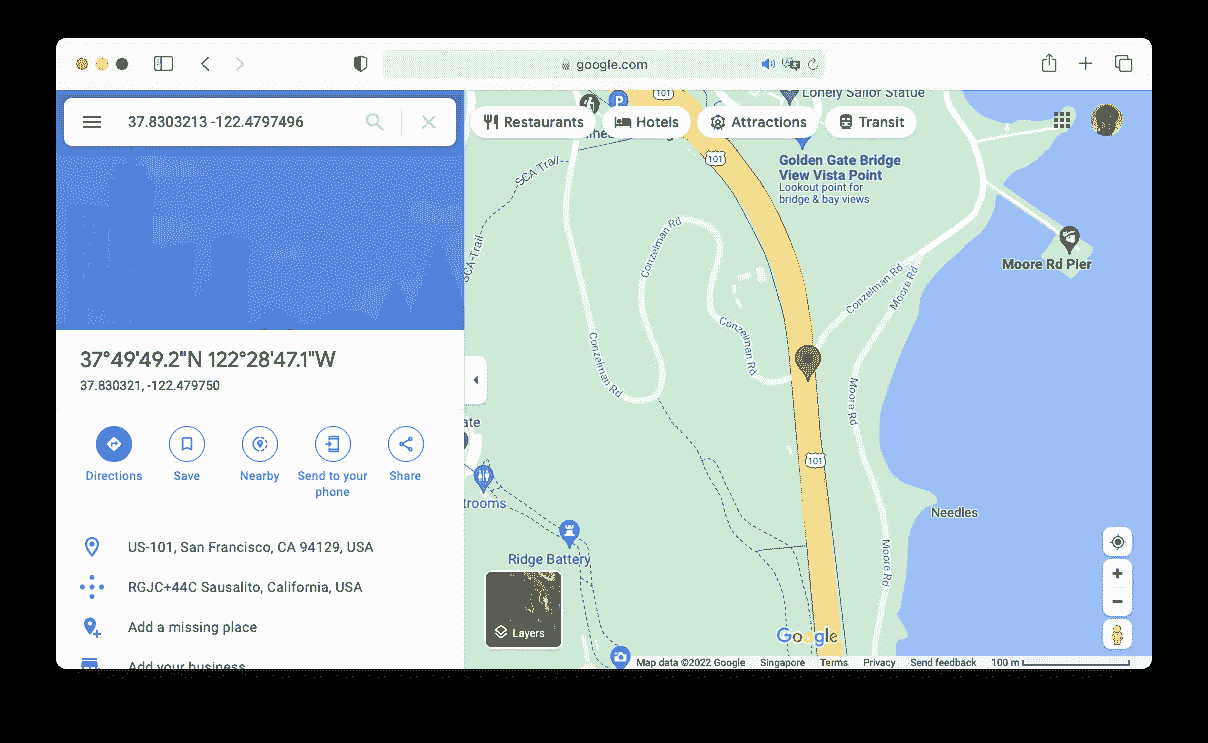 google.com
37.8303213 -122.4797496
Restaurants
Hotels
Attractions
Transit
37°49'49.2"N 122°28'47.1"W
37.830321, -122.479750
Directions
Save
Nearby
Send to your
phone
Share
US-101, San Francisco, CA 94129, USA
RGJC+44C Sausalito, California, USA
Add a missing place
Add your business
Lonely Sailor Statue
P
101
101
SCA Trail
SCA-Trail
Golden Gate Bridge
View Vista Point
Lookout point for
bridge & bay views
Conzelman Rd
Conzelman Rd
Conzelman Rd
Conzelman Rd
Moore Rd
Moore Rd Pier
Moore Rd
ate
101
trooms
Needles
Ridge Battery
Moore Rd
Layers
Google
Map data ©2022 Google
Singapore
Terms
Privacy
Send feedback
100 m